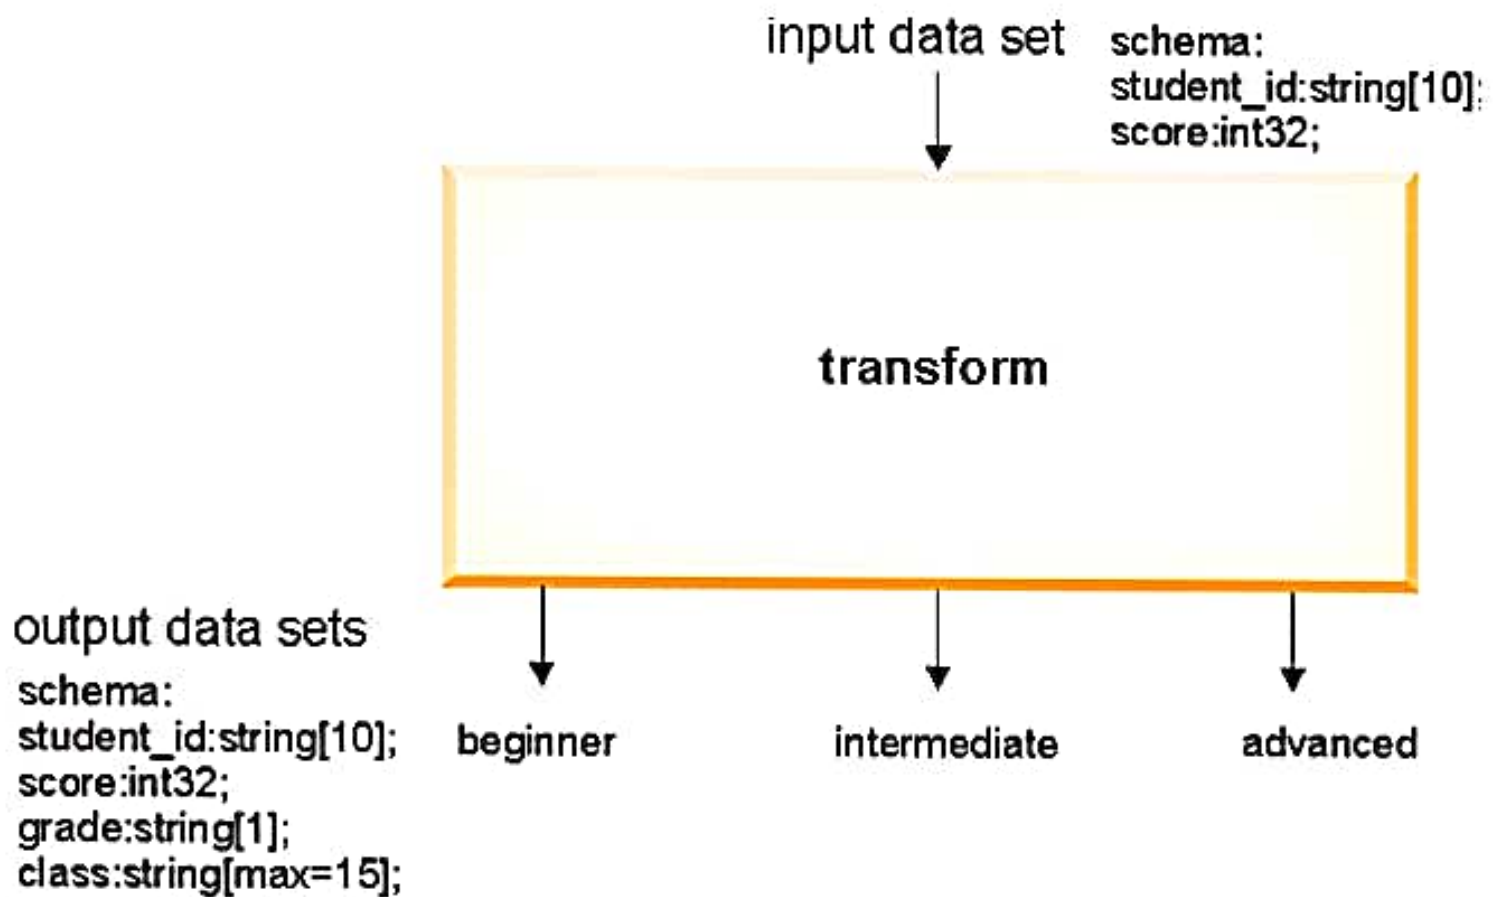 input data set
schema:
student_id:string[10];
score:int32;
transform
output data sets
schema:
student_id:string[10];
score:int32;
grade:string[1];
class:string[max=15];
beginner
intermediate
advanced